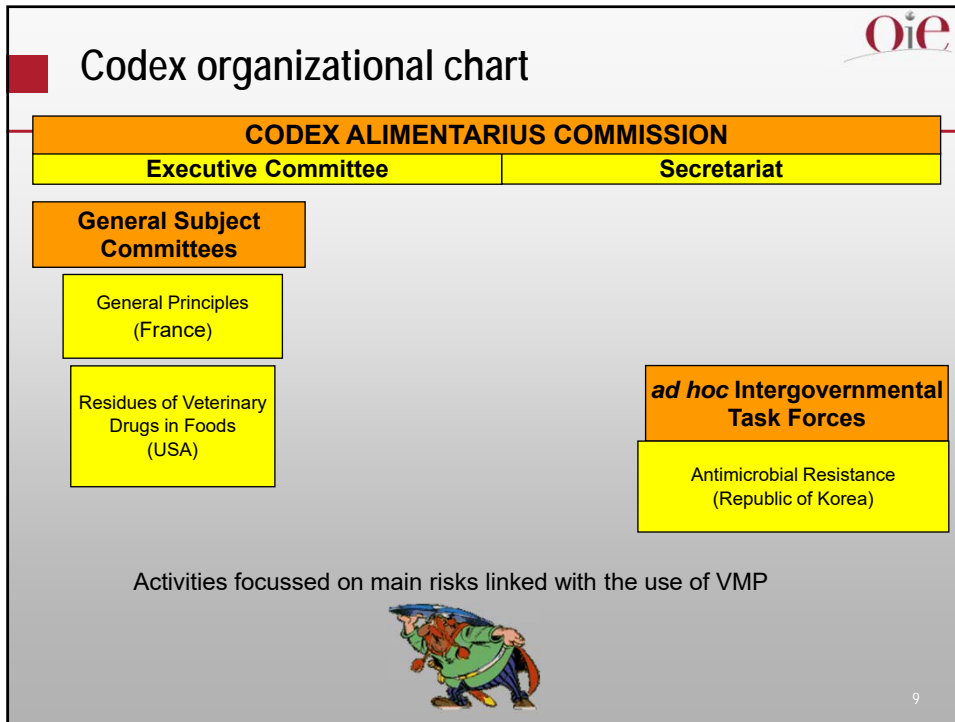 Codex organizational chart
Oie
CODEX ALIMENTARIUS COMMISSION
Executive Committee
Secretariat
General Subject
Committees
General Principles
(France)
Residues of Veterinary
Drugs in Foods
(USA)
ad hoc Intergovernmental
Task Forces
Antimicrobial Resistance
(Republic of Korea)
Activities focussed on main risks linked with the use of VMP
9